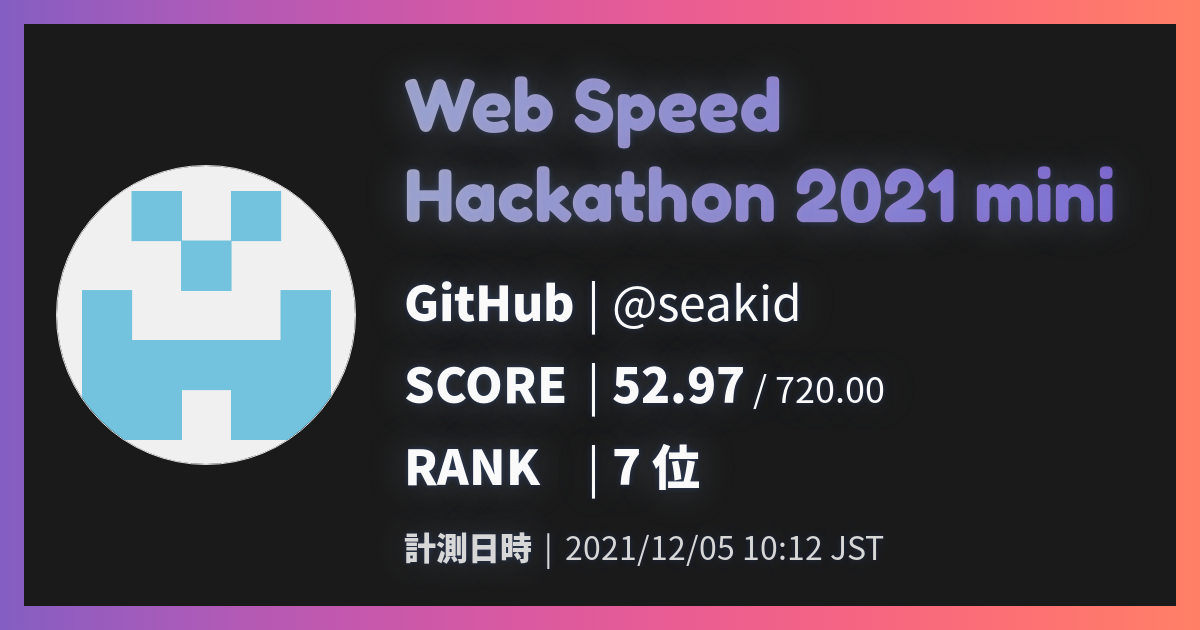 Web Speed
Hackathon 2021 mini
GitHub | @seakid
SCORE | 52.97 / 720.00
RANK | 7 位
計測日時 | 2021/12/05 10:12 JST